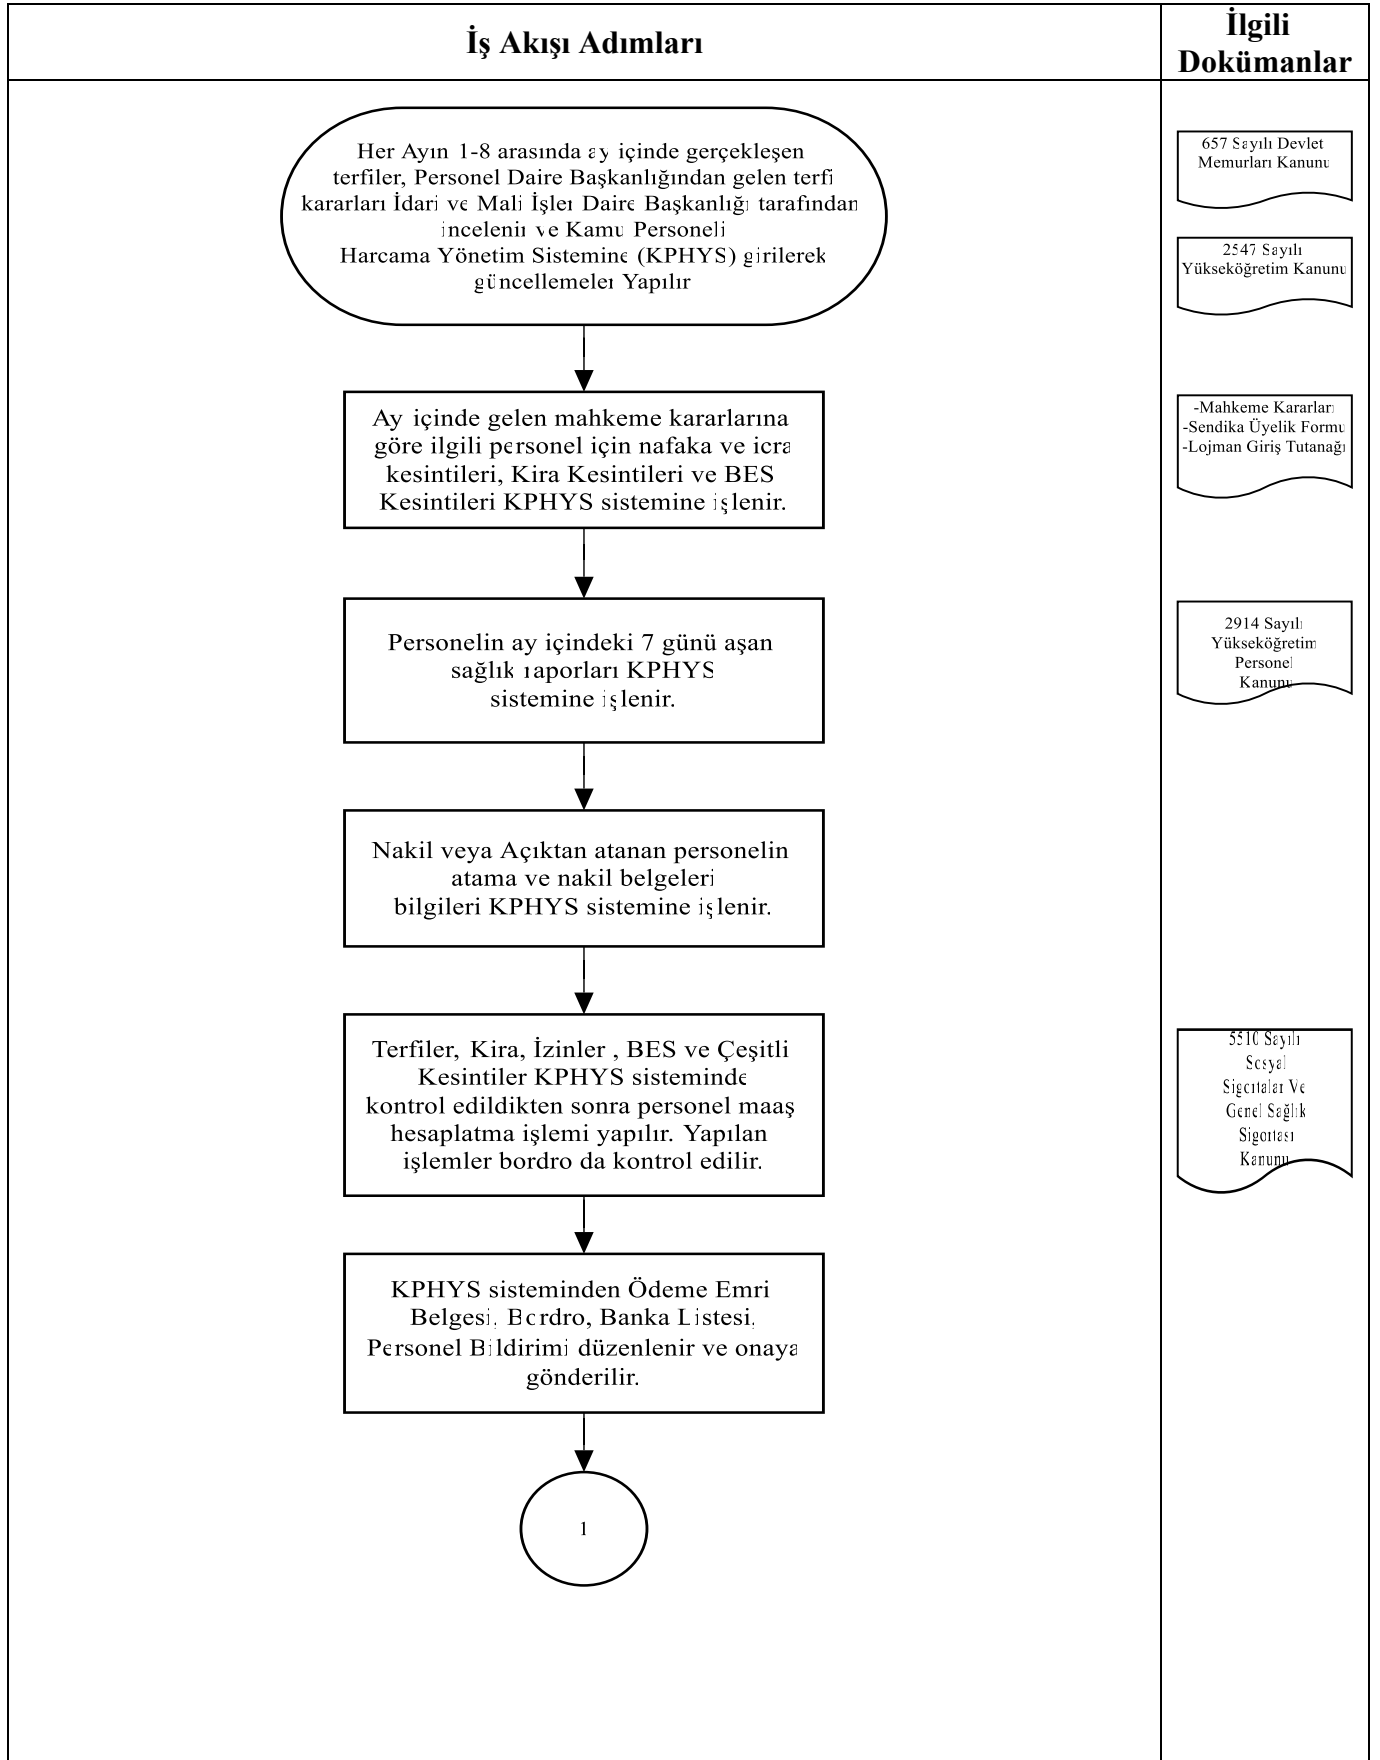 İş Akışı Adımları
İlgili
Dokümanlar
Her Ayın 1-8 arasında ay içinde gerçekleşen
terfiler, Personel Daire Başkanlığından gelen terfi
kararları İdari ve Mali İşler Daire Başkanlığı tarafından
incelenir ve Kamu Personeli
Harcama Yönetim Sistemine (KPHYS) girilerek
güncellemeler Yapılır
657 Sayılı Devlet
Memurları Kanunu
2547 Sayılı
Yükseköğretim Kanunu
Ay içinde gelen mahkeme kararlarına
göre ilgili personel için nafaka ve icra
kesintileri, Kira Kesintileri ve BES
Kesintileri KPHYS sistemine işlenir.
-Mahkeme Kararları
-Sendika Üyelik Formu
-Lojman Giriş Tutanağı
Personelin ay içindeki 7 günü aşan
sağlık raporları KPHYS
sistemine işlenir.
2914 Sayılı
Yükseköğretim
Personel
Kanunu
Nakil veya Açıktan atanan personelin
atama ve nakil belgeleri
bilgileri KPHYS sistemine işlenir.
Terfiler, Kira, İzinler , BES ve Çeşitli
Kesintiler KPHYS sisteminde
kontrol edildikten sonra personel maaş
hesaplatma işlemi yapılır. Yapılan
işlemler bordro da kontrol edilir.
5510 Sayılı
Sosyal
Sigortalar Ve
Genel Sağlık
Sigortası
Kanunu
KPHYS sisteminden Ödeme Emri
Belgesi, Bordro, Banka Listesi,
Personel Bildirimi düzenlenir ve onaya
gönderilir.
1